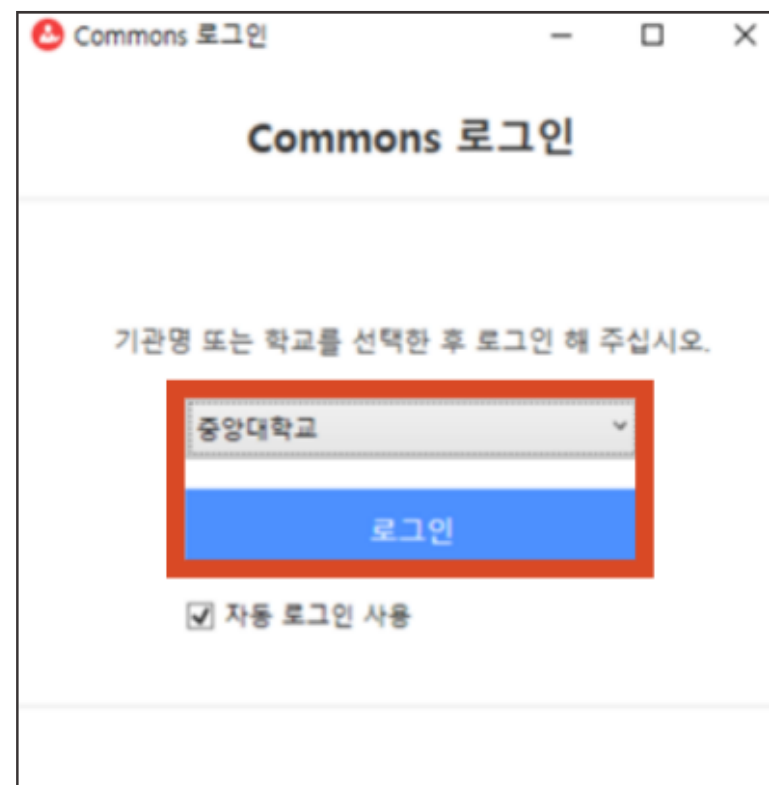 Commons 로그인
Commons 로그인
기관명 또는 학교를 선택한 후 로그인 해 주십시오.
중앙대학교
로그인
자동 로그인 사용